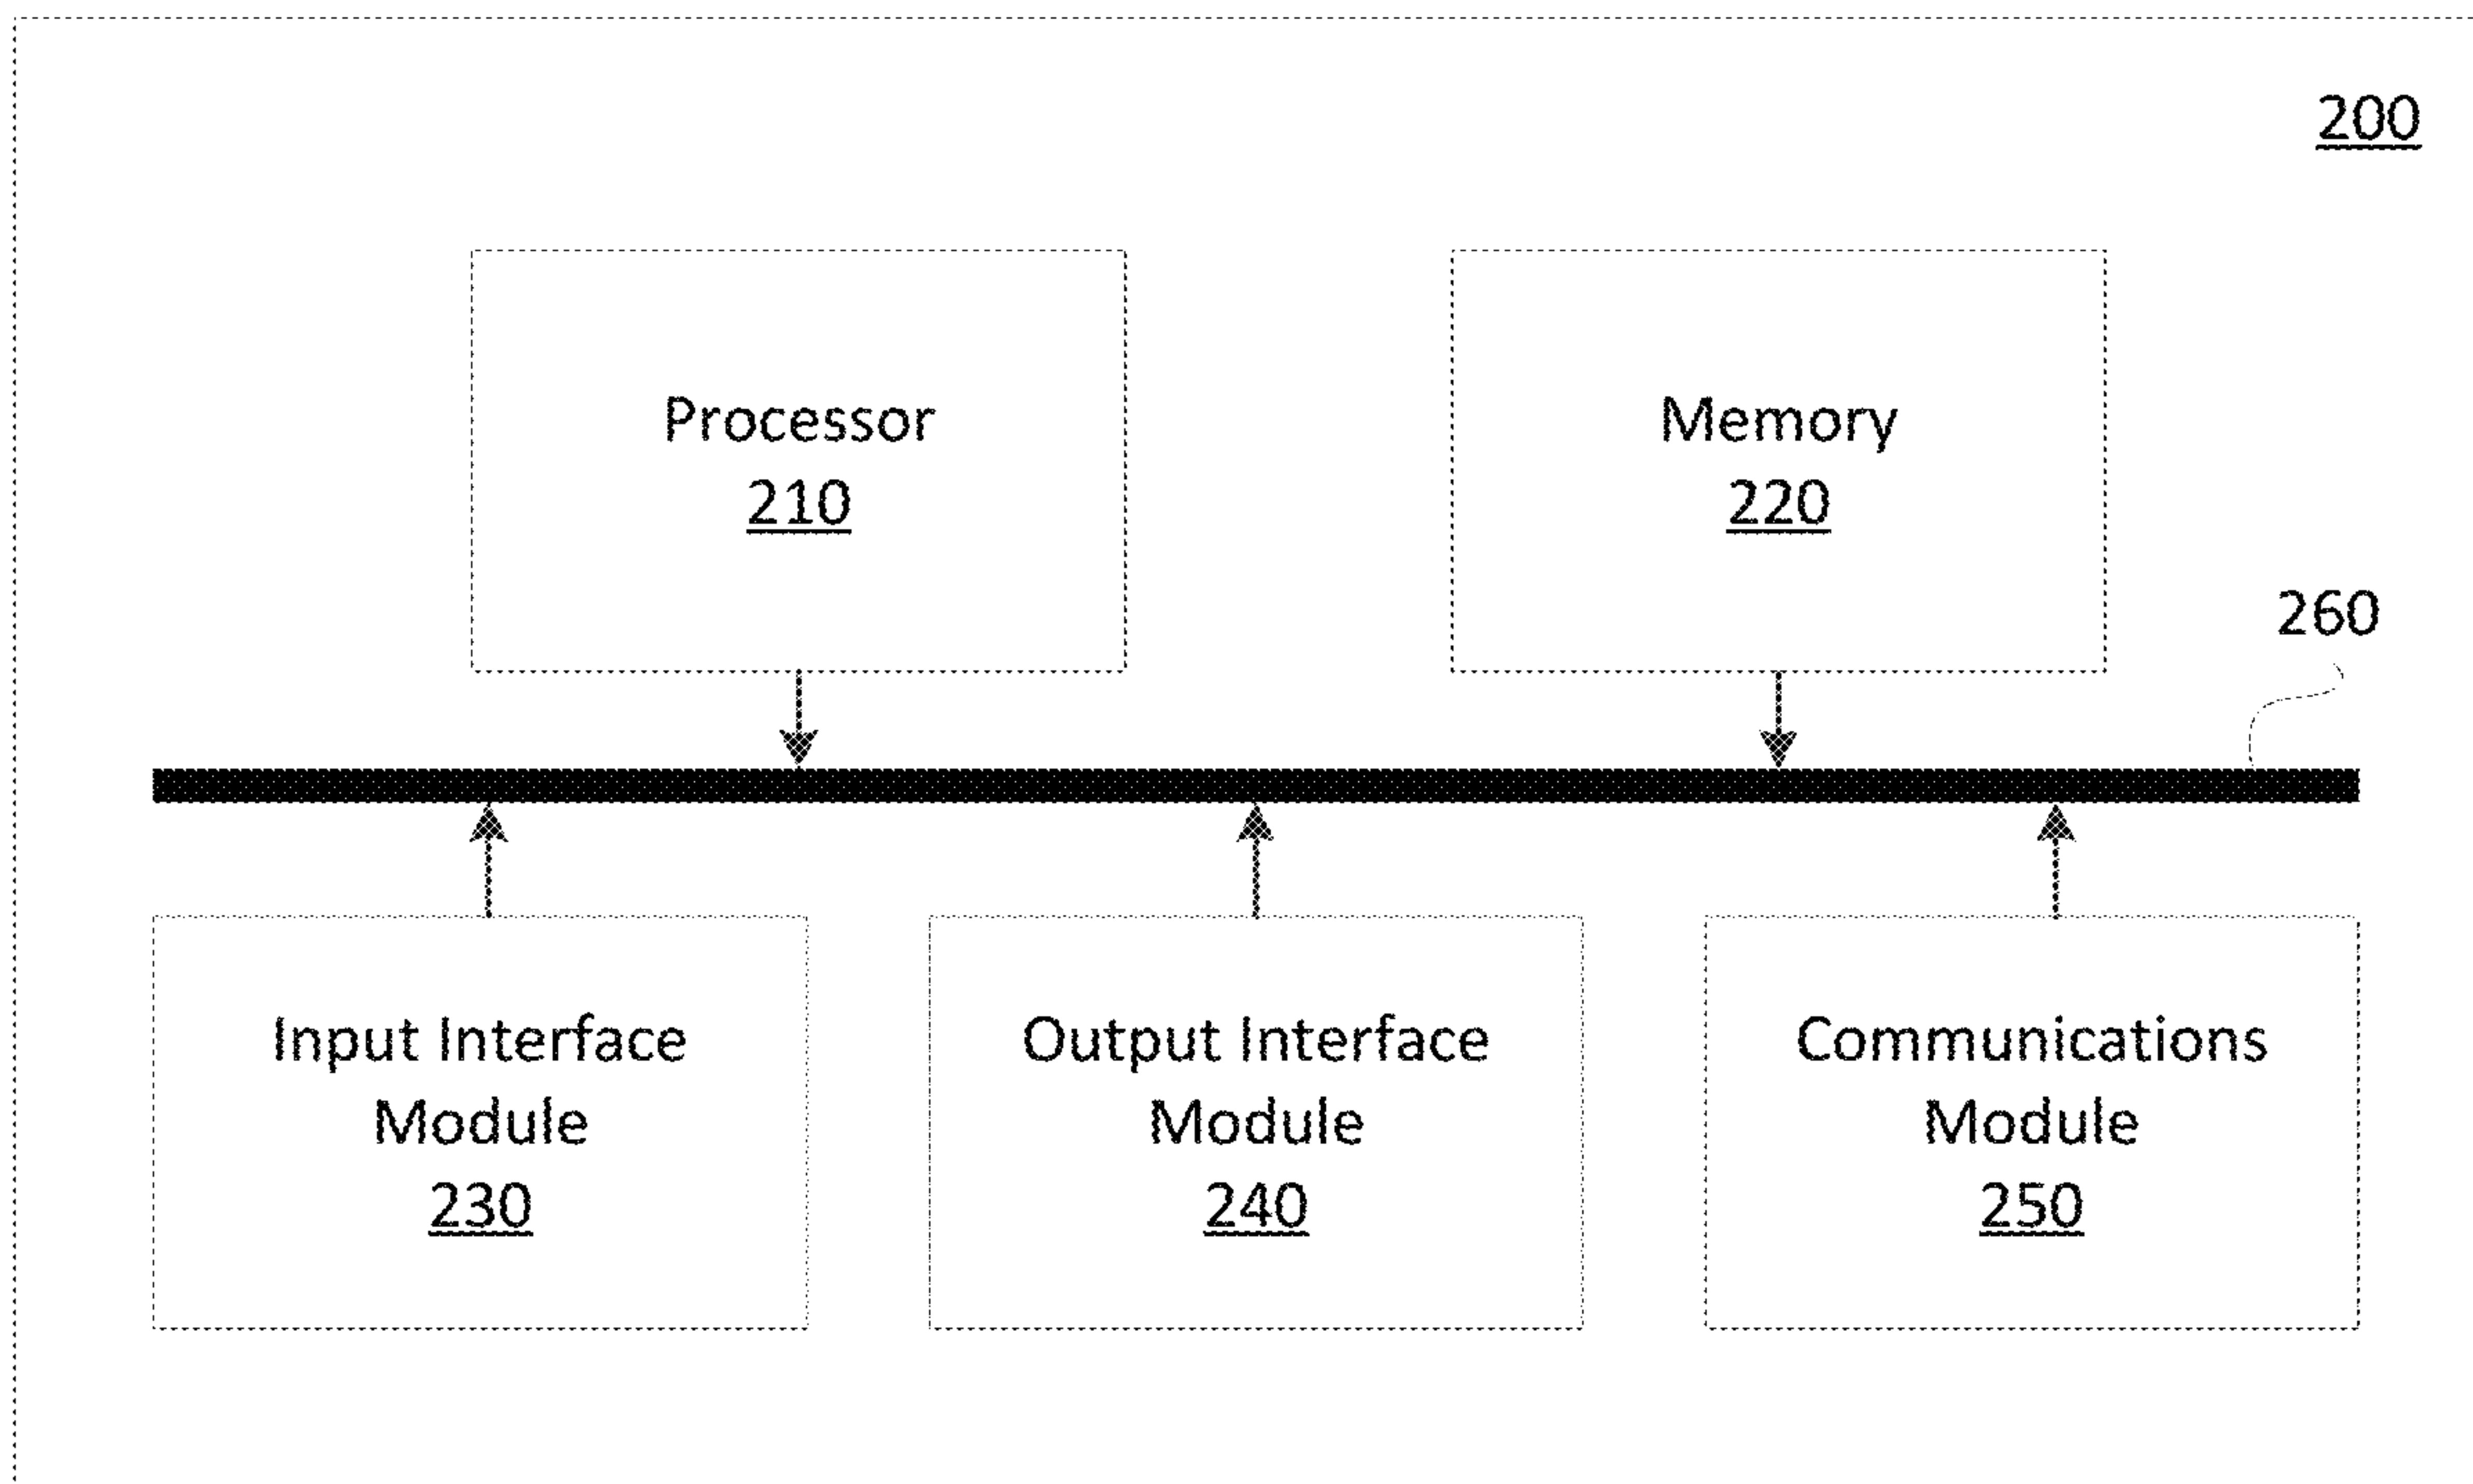 200
Processor
210
Memory
220
260
Input Interface
Module
230
Output Interface
Module
240
Communications
Module
250